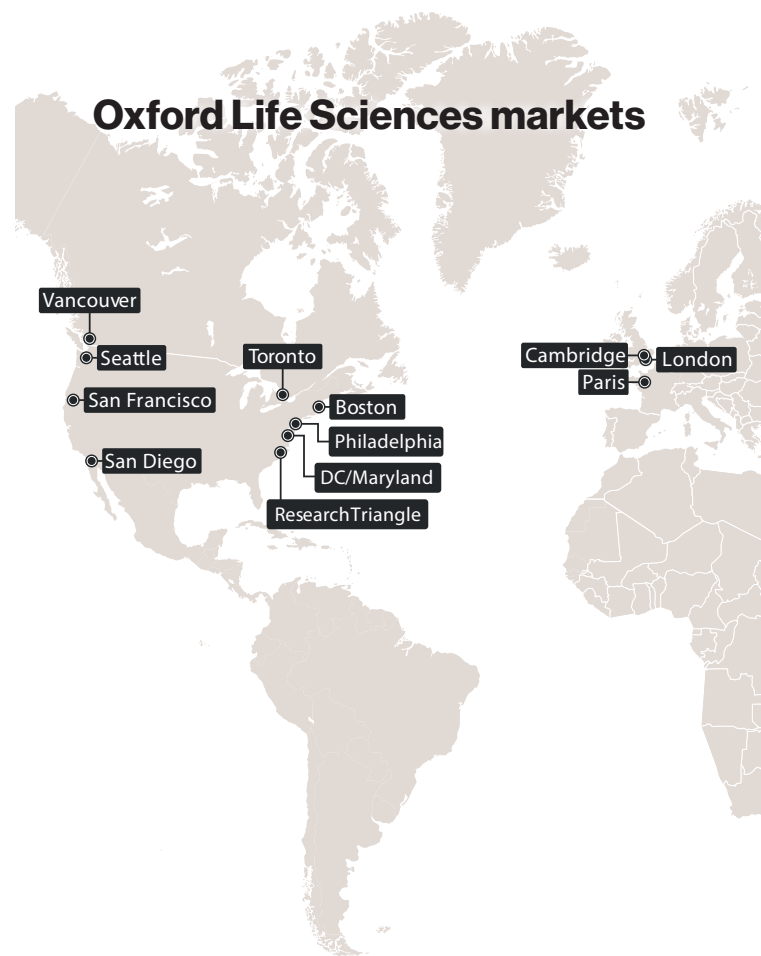 Oxford Life Sciences markets
Vancouver
Seattle
Toronto
San Francisco
Boston
Philadelphia
San Diego
DC/Maryland
ResearchTriangle
Cambridge
London
Paris